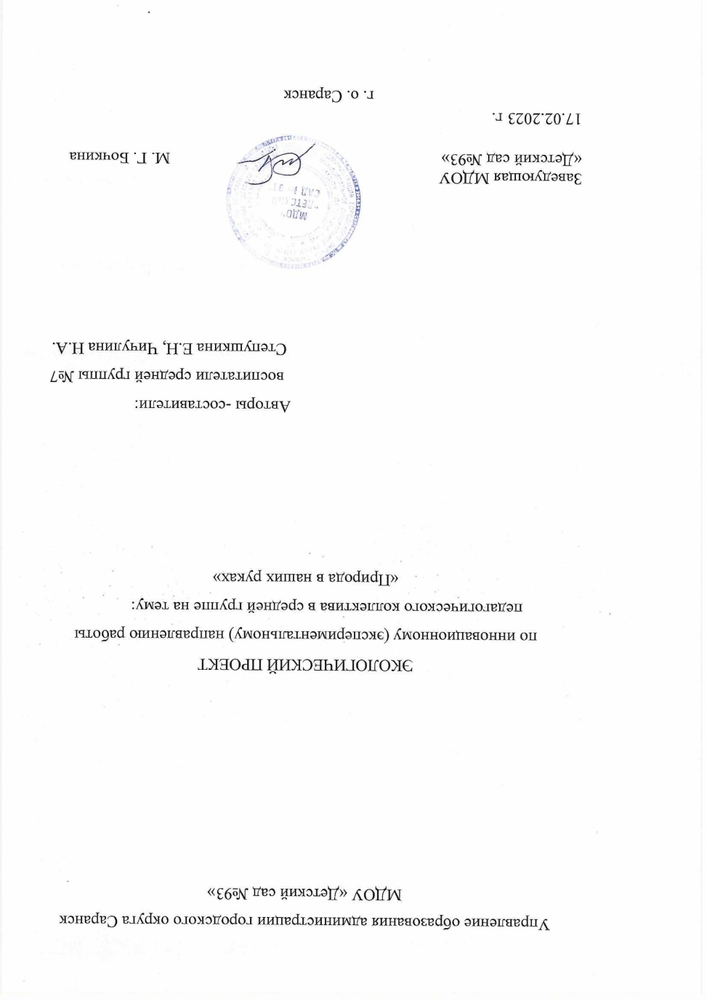 Управление образования администрации городского округа Саранск
МДОУ «Детский сад №93»
ЭКОЛОГИЧЕСКИЙ ПРОЕКТ
по инновационному (экспериментальному) направлению работы
педагогического коллектива в средней группе на тему:
«Природа в наших руках»
Авторы -составители:
воспитатели средней группы №7
Степушкина Е.Н, Чичулина Н.А.
Заведующая МДОУ
«Детский сад №93»
М. Г. Бочкина
МДОУ
САД
17.02.2023 г.
г. о. Саранск